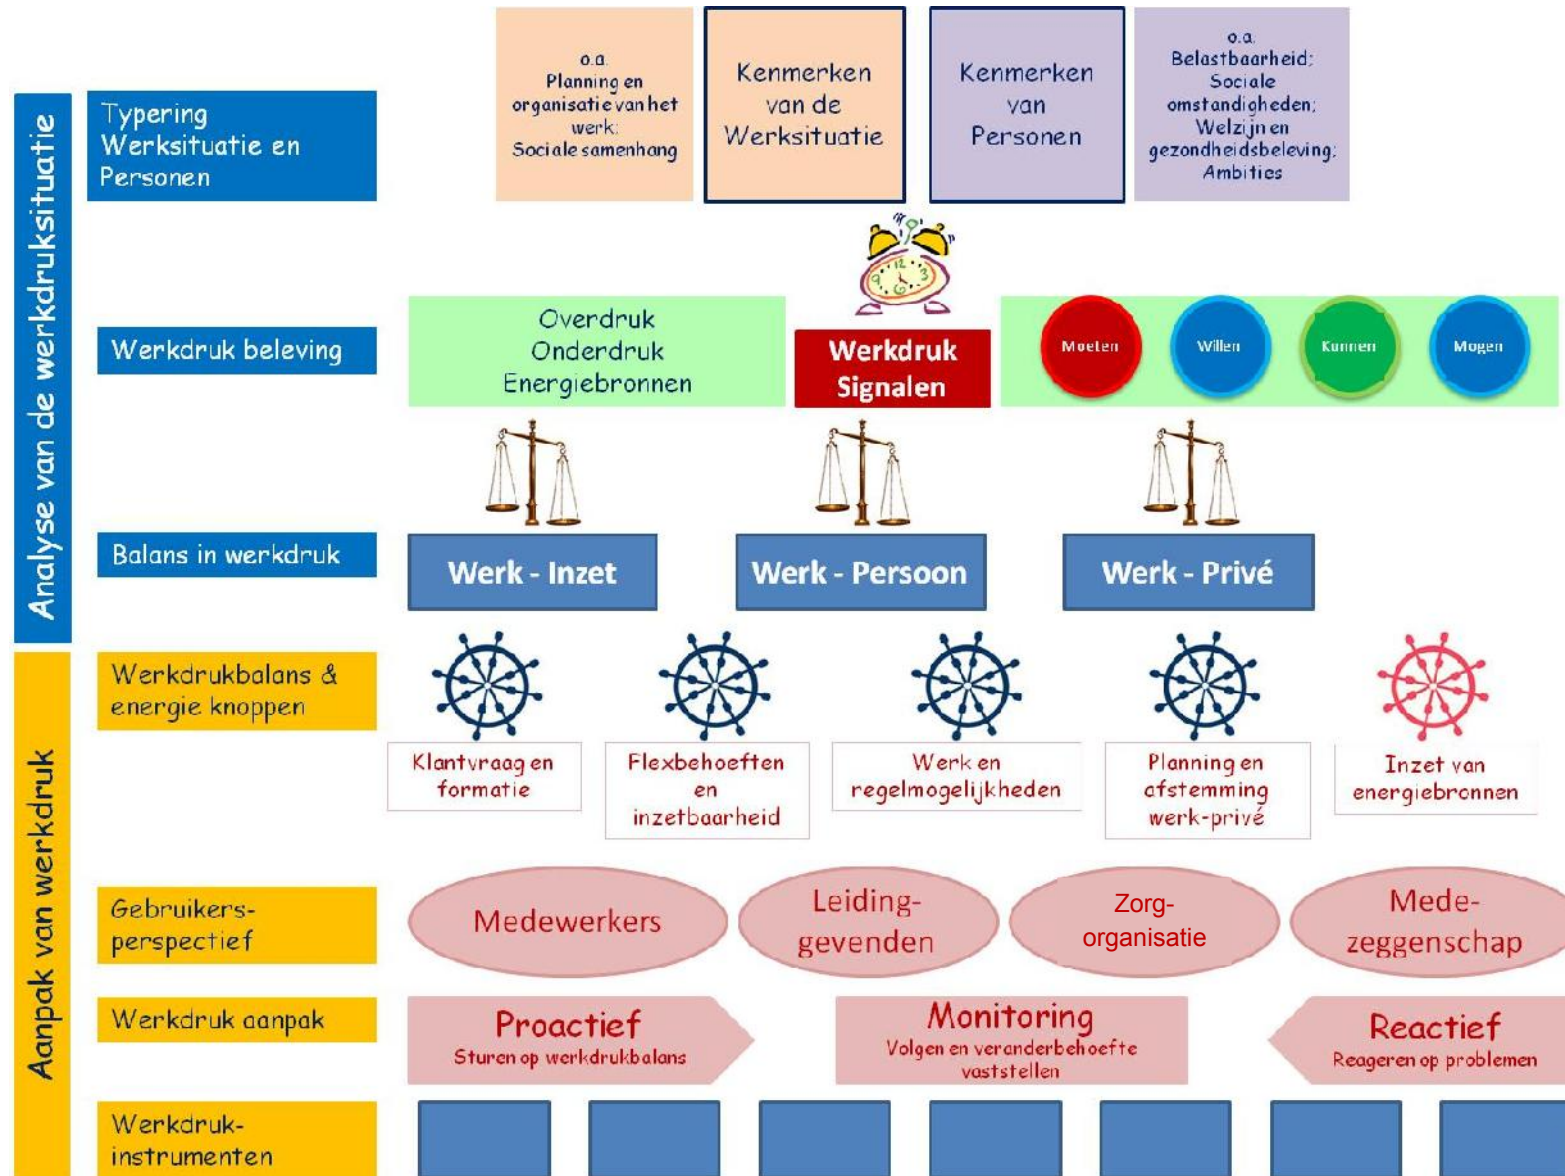 Analyse van de werkdruksituatie
Typering
Werksituatie en
Personen
o.a.
Planning en
organisatie van het
werk;
Sociale samenhang
Kenmerken
van de
Werksituatie
Kenmerken
van
Personen
o.a.
Belastbaarheid;
Sociale
omstandigheden;
Welzijn en
gezondheidsbeleving;
Ambities
12
9
3
6
Werkdruk beleving
Overdruk
Onderdruk
Energiebronnen
Werkdruk
Signalen
Moeten
Willen
Kunnen
Mogen
Balans in werkdruk
Werk - Inzet
Werk - Persoon
Werk - Privé
Aanpak van werkdruk
Werkdrukbalans &
energie knoppen
Klantvraag en
formatie
Flexbehoeften
en
inzetbaarheid
Werk en
regelmogelijkheden
Planning en
afstemming
werk-privé
Inzet van
energiebronnen
Gebruikers-
perspectief
Medewerkers
Leiding-
gevenden
Zorg-
organisatie
Mede-
zeggenschap
Werkdruk aanpak
Proactief
Sturen op werkdrukbalans
Monitoring
Volgen en veranderbehoefte
vaststellen
Reactief
Reageren op problemen
Werkdruk-
instrumenten